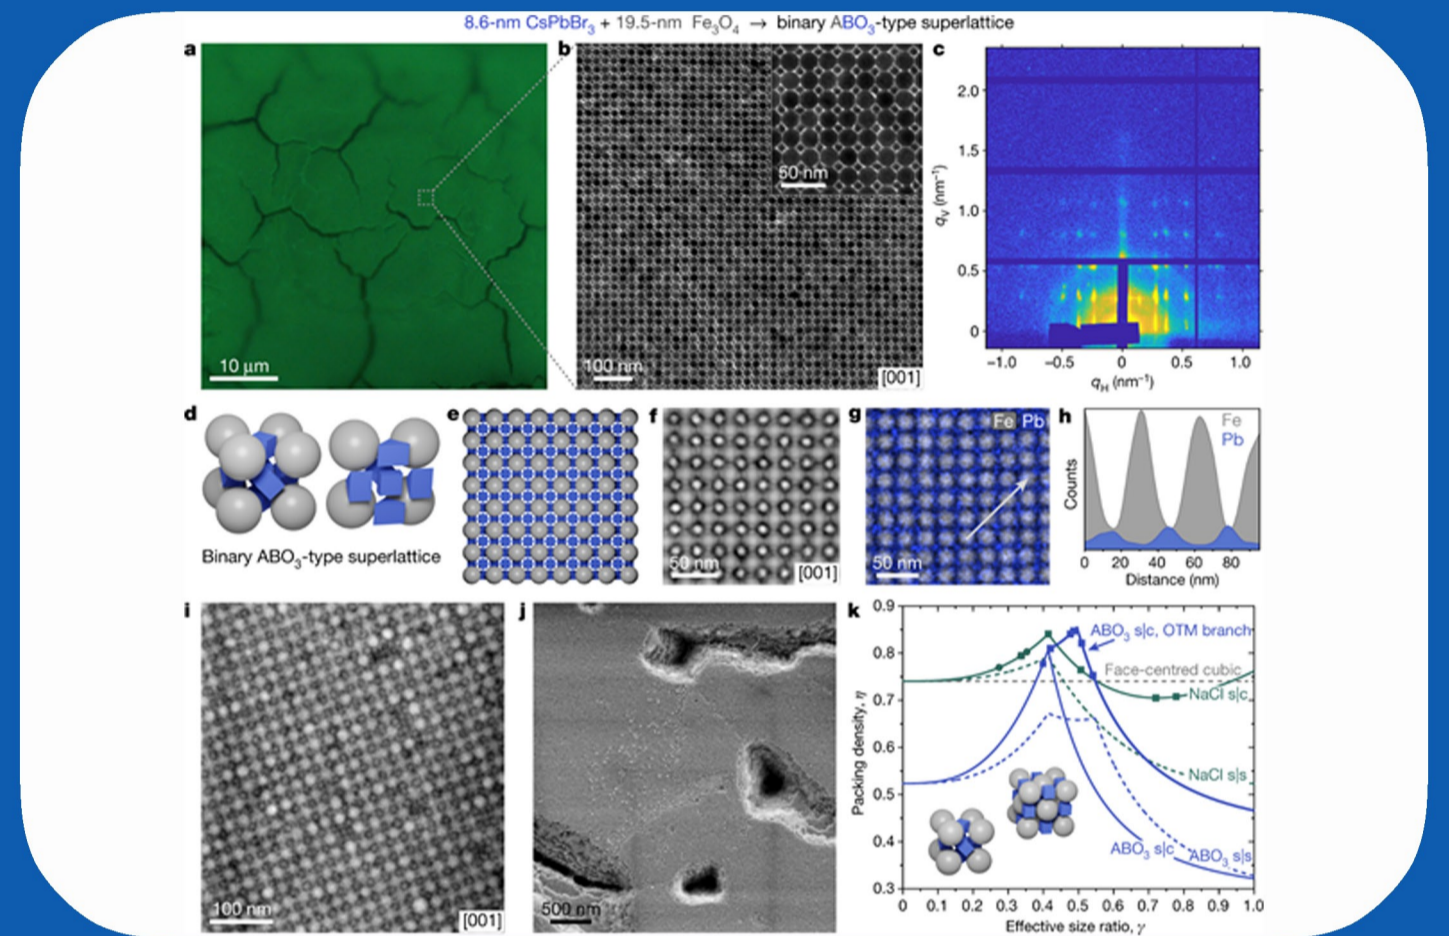 8.6-nm CsPbBr₃ + 19.5-nm Fe₃O₄ → binary ABO₃-type superlattice
a
10 μm
b
50 nm
100 nm
[001]
c
qᵥ (nm⁻¹)
2.0
1.5
1.0
0.5
0
−1.0 −0.5 0 0.5 1.0
q_H (nm⁻¹)
d
Binary ABO₃-type superlattice
e
f
50 nm
[001]
g
Fe Pb
50 nm
h
Fe
Pb
Counts
0 20 40 60 80
Distance (nm)
i
100 nm
[001]
j
500 nm
k
Packing density, η
0.9
0.8
0.7
0.6
0.5
0.4
0.3
ABO₃ s|c, OTM branch
Face-centred cubic
NaCl s|c
NaCl s|s
ABO₃ s|c
ABO₃ s|s
0 0.1 0.2 0.3 0.4 0.5 0.6 0.7 0.8 0.9 1.0
Effective size ratio, γ